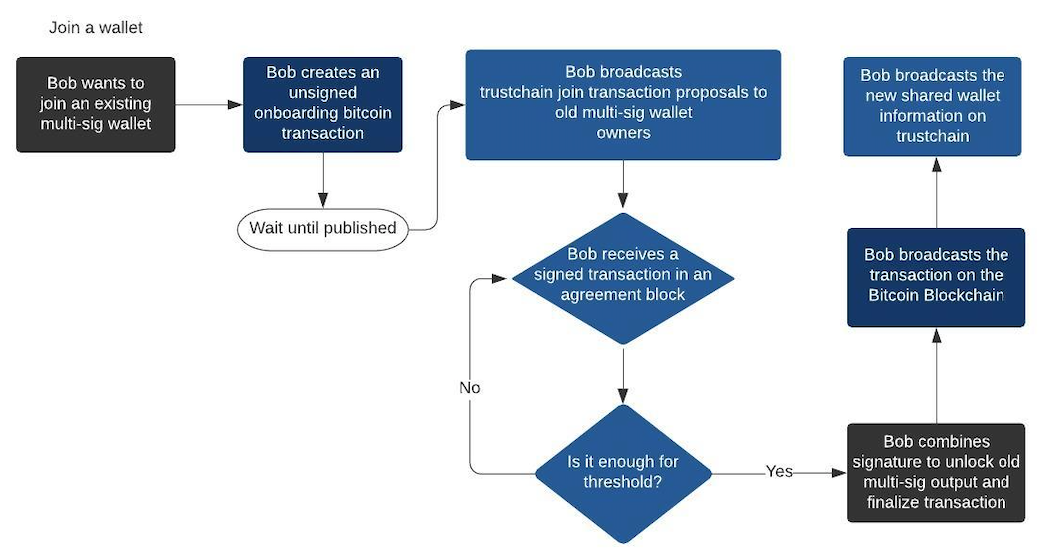 Join a wallet
Bob wants to
join an existing
multi-sig wallet
Bob creates an
unsigned
onboarding bitcoin
transaction
Wait until published
Bob broadcasts
trustchain join transaction proposals to
old multi-sig wallet
owners
Bob receives a
signed transaction in an
agreement block
Is it enough for
threshold?
No
Yes
Bob combines
signature to unlock old
multi-sig output and
finalize transaction
Bob broadcasts the
transaction on the
Bitcoin Blockchain
Bob broadcasts the
new shared wallet
information on
trustchain